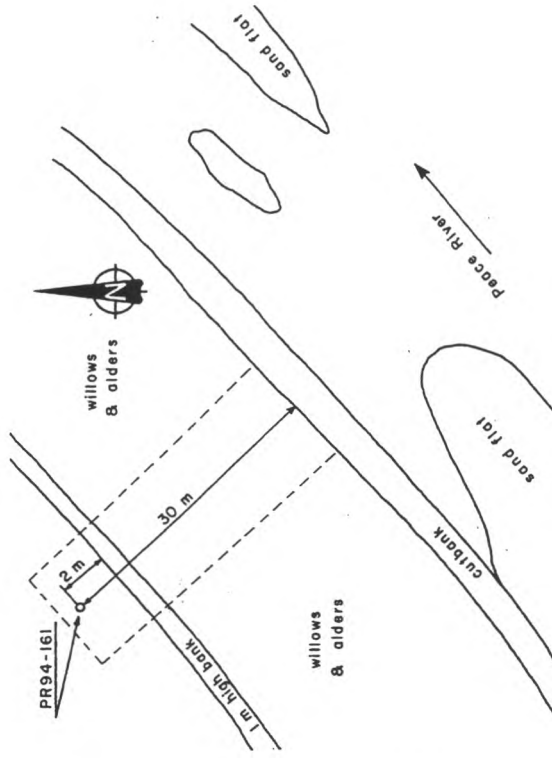 PR94-161
2 m
30 m
1 m high bank
willows
& alders
N
willows
& alders
cutbank
sand flat
Peace River
sand flat